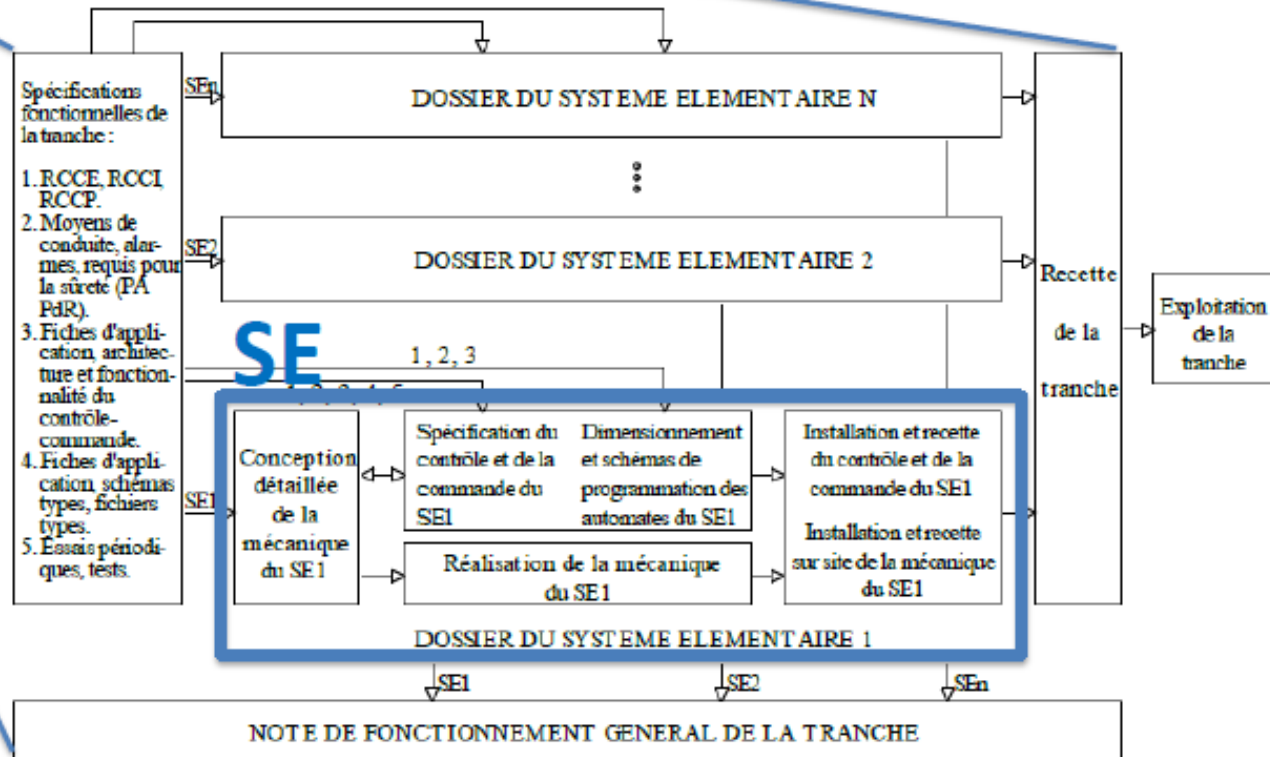 Spécifications
fonctionnelles de
la tranche :
1. RCCE, RCCI,
RCCP.
2. Moyens de
conduite, alar-
mes, requis pour
la sûreté (PA
PdR).
3. Fiches d'appli-
cation, architec-
ture et fonction-
nalité du
contrôle-
commande.
4. Fiches d'appli-
cation, schémas
types, fichiers
types.
5. Essais périodi-
ques, tests.
SEn
DOSSIER DU SYSTEME ELEMENTAIRE N
SE2
DOSSIER DU SYSTEME ELEMENTAIRE 2
SE
1, 2, 3
SE1
Conception
détaillée
de la
mécanique
du SE1
Spécification du
contrôle et de la
commande du
SE1
Dimensionnement
et schémas de
programmation des
automates du SE1
Réalisation de la mécanique
du SE1
Installation et recette
du contrôle et de la
commande du SE1
Installation et recette
sur site de la mécanique
du SE1
DOSSIER DU SYSTEME ELEMENTAIRE 1
Recette
de la
tranche
Exploitation
de la
tranche
SE1
SE2
SEn
NOTE DE FONCTIONNEMENT GENERAL DE LA TRANCHE